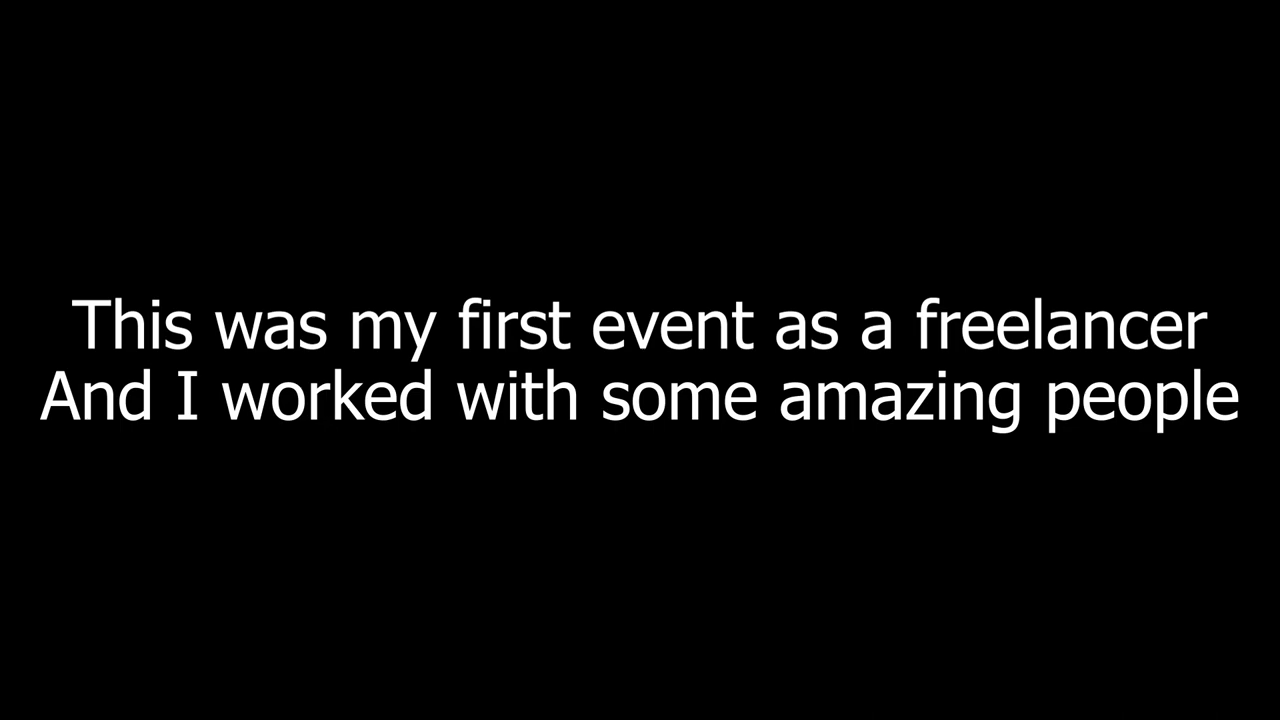 This was my first event as a freelancer
And I worked with some amazing people